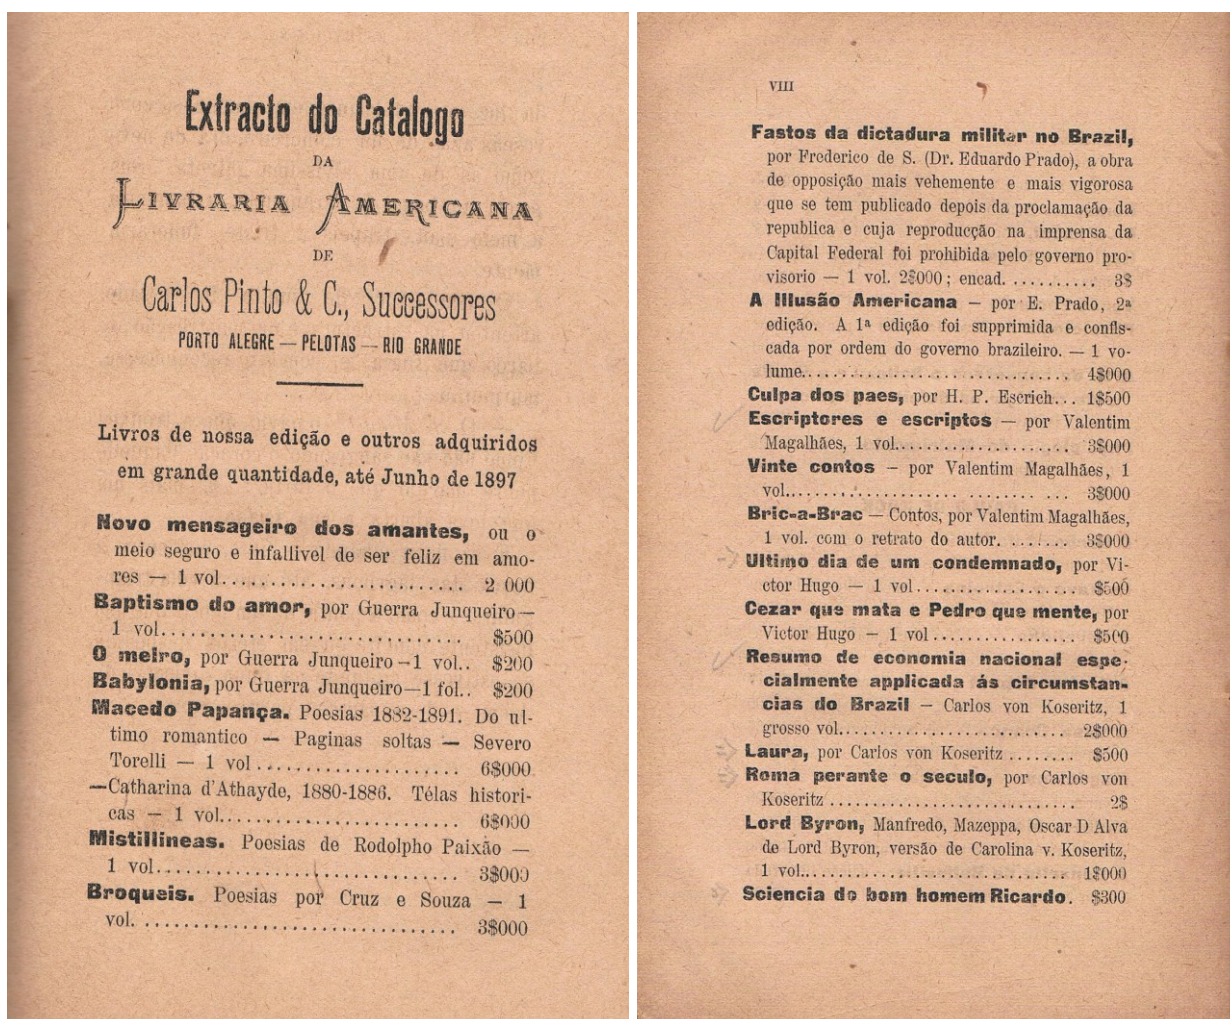 Extracto do Catalogo
DA
LIVRARIA AMERICANA
DE
Carlos Pinto & C., Successores
PORTO ALEGRE — PELOTAS — RIO GRANDE
Livros de nossa edição e outros adquiridos
em grande quantidade, até Junho de 1897
Novo mensageiro dos amantes, ou o
meio seguro e infallivel de ser feliz em amo-
res — 1 vol........................ 2 000
Baptismo do amor, por Guerra Junqueiro—
1 vol.............................. $500
O melro, por Guerra Junqueiro—1 vol.. $200
Babylonia, por Guerra Junqueiro—1 fol.. $200
Macedo Papança. Poesias 1882-1891. Do ul-
timo romantico — Paginas soltas — Severo
Torelli — 1 vol .................... 6$000
—Catharina d'Athayde, 1880-1886. Télas histori-
cas — 1 vol........................ 6$000
Mistillineas. Poesias de Rodolpho Paixão —
1 vol.............................. 3$000
Broqueis. Poesias por Cruz e Souza — 1
vol. ............................... 3$000
VIII
Fastos da dictadura militar no Brazil,
por Frederico de S. (Dr. Eduardo Prado), a obra
de opposição mais vehemente e mais vigorosa
que se tem publicado depois da proclamação da
republica e cuja reproducção na imprensa da
Capital Federal foi prohibida pelo governo pro-
visorio — 1 vol. 2$000; encad. .......... 3$
A Illusão Americana — por E. Prado, 2ª
edição. A 1ª edição foi supprimida e confis-
cada por ordem do governo brazileiro. — 1 vo-
lume........................... 4$000
Culpa dos paes, por H. P. Escrich... 1$500
Escriptores e escriptos — por Valentim
Magalhães, 1 vol.................... 3$000
Vinte contos — por Valentim Magalhães, 1
vol.................. ........ ... 3$000
Bric-a-Brac — Contos, por Valentim Magalhães,
1 vol. com o retrato do autor. ....... 3$000
Ultimo dia de um condemnado, por Vi-
ctor Hugo — 1 vol ................. $500
Cezar que mata e Pedro que mente, por
Victor Hugo — 1 vol ............... $500
Resumo de economia nacional espe-
cialmente applicada ás circumstan-
cias do Brazil — Carlos von Koseritz, 1
grosso vol......................... 2$000
Laura, por Carlos von Koseritz ........ $500
Roma perante o seculo, por Carlos von
Koseritz ............................ 2$
Lord Byron, Manfredo, Mazeppa, Oscar D Alva
de Lord Byron, versão de Carolina v. Koseritz,
1 vol............................. 1$000
Sciencia do bom homem Ricardo. $300